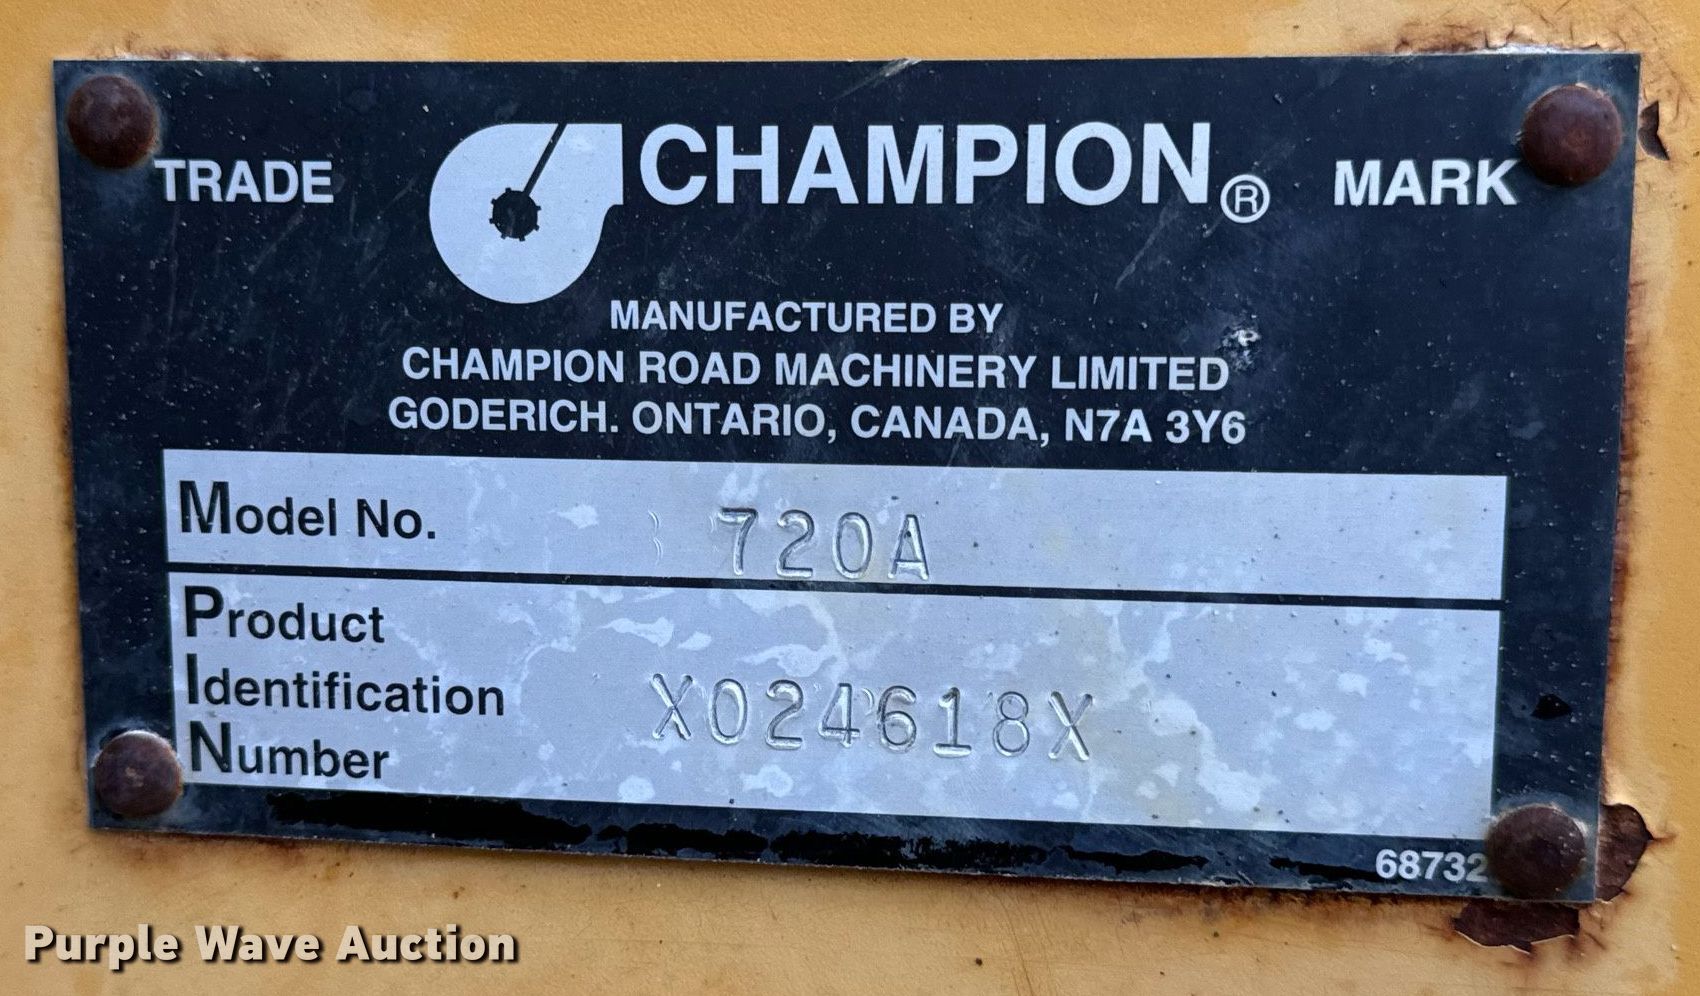 TRADE CHAMPION® MARK
MANUFACTURED BY
CHAMPION ROAD MACHINERY LIMITED
GODERICH. ONTARIO, CANADA, N7A 3Y6
Model No. 720A
Product
Identification X024618X
Number
68732
Purple Wave Auction